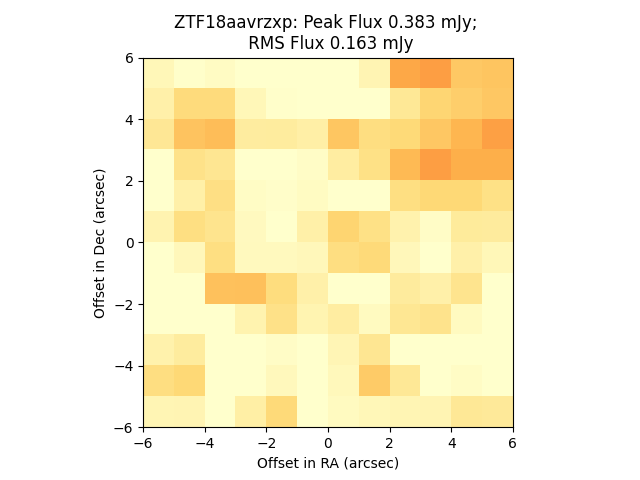 ZTF18aavrzxp: Peak Flux 0.383 mJy;
RMS Flux 0.163 mJy
6
4
2
0
−2
−4
−6
Offset in Dec (arcsec)
−6 −4 −2 0 2 4 6
Offset in RA (arcsec)